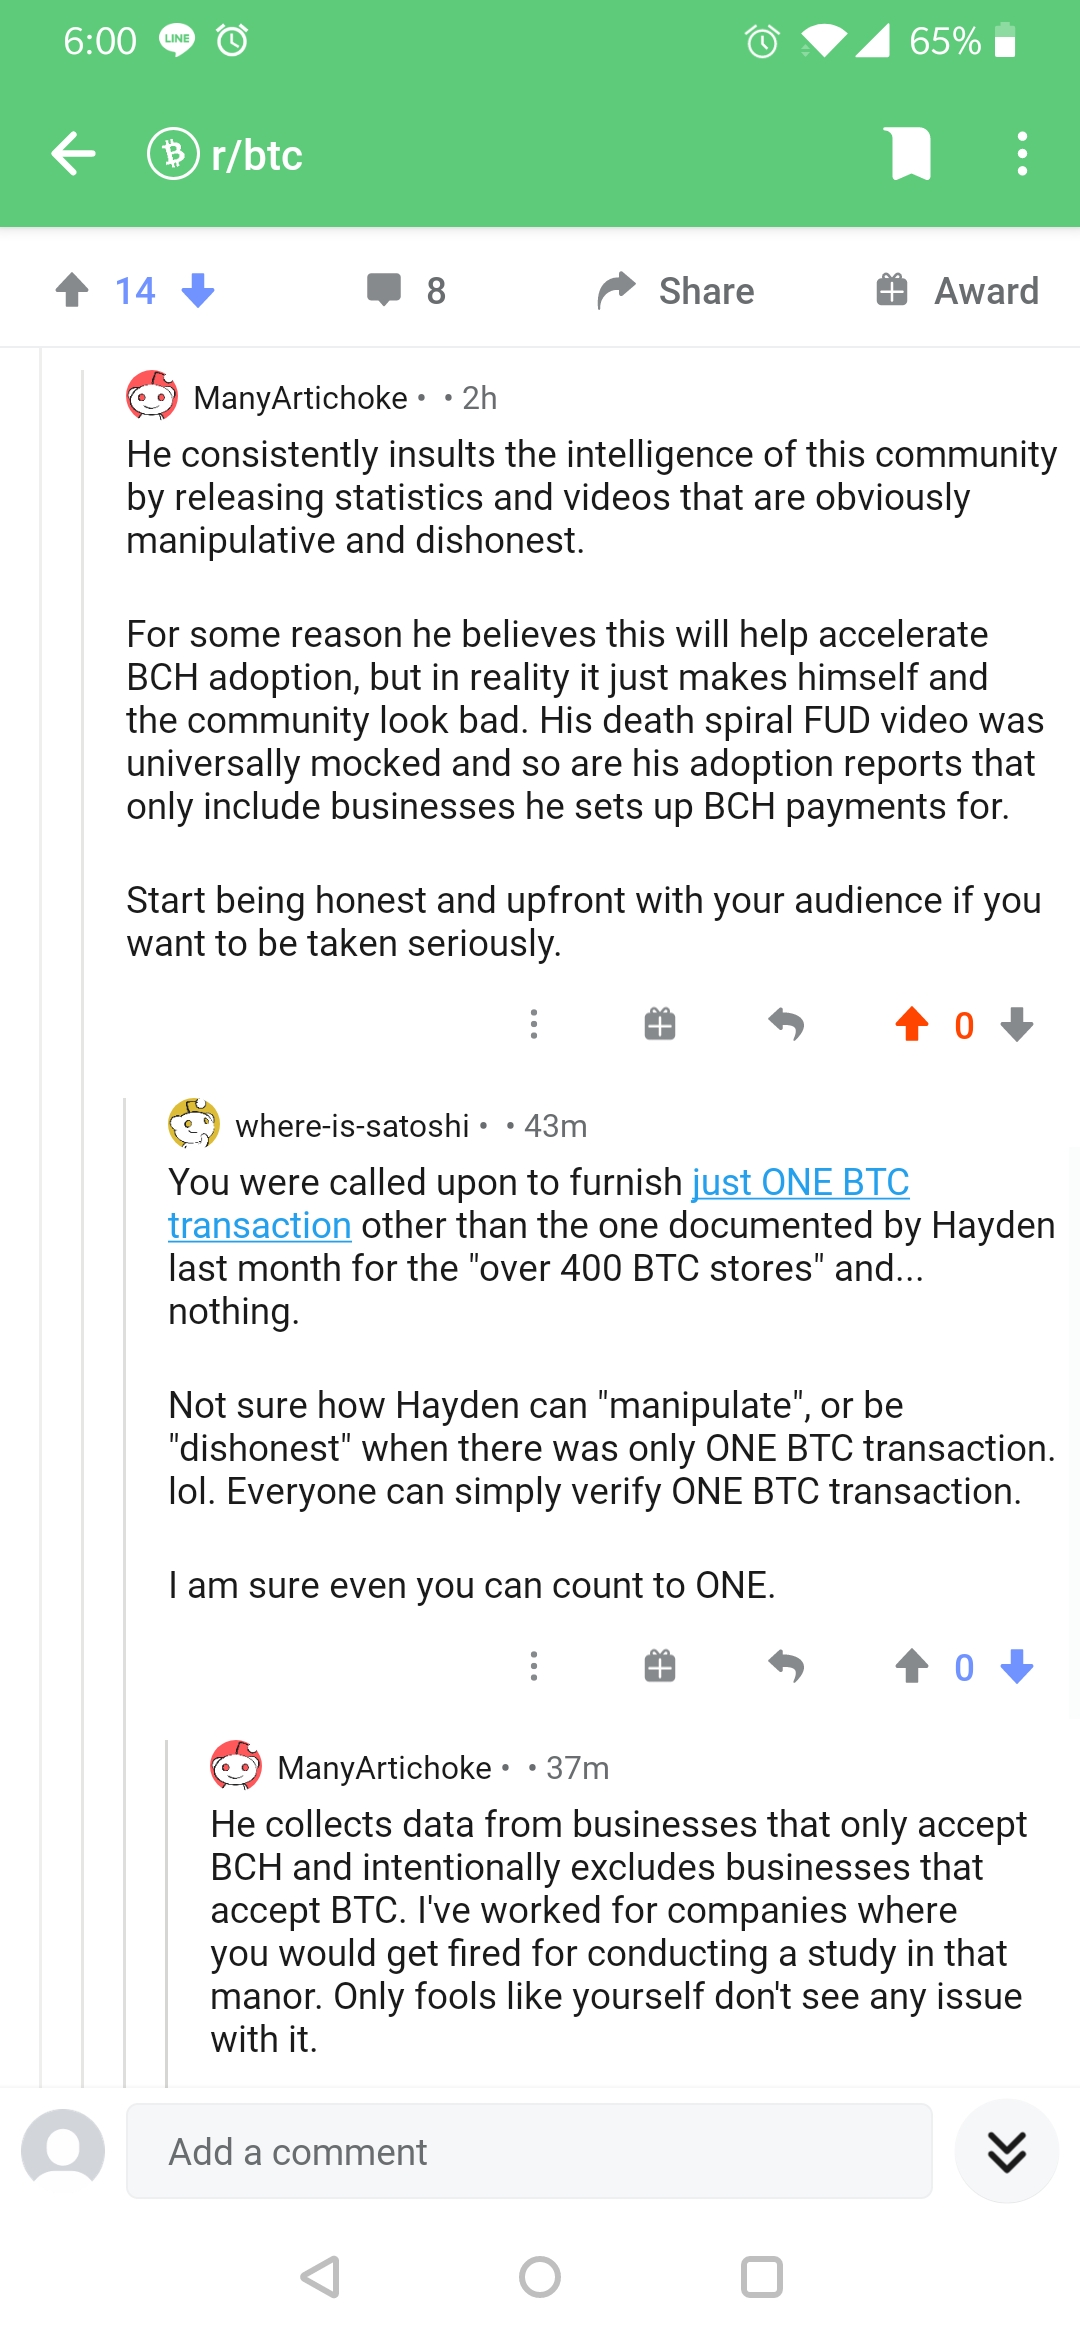 6:00 LINE 65%
r/btc
14 8 Share Award
ManyArtichoke • • 2h
He consistently insults the intelligence of this community
by releasing statistics and videos that are obviously
manipulative and dishonest.
For some reason he believes this will help accelerate
BCH adoption, but in reality it just makes himself and
the community look bad. His death spiral FUD video was
universally mocked and so are his adoption reports that
only include businesses he sets up BCH payments for.
Start being honest and upfront with your audience if you
want to be taken seriously.
0
where-is-satoshi • • 43m
You were called upon to furnish just ONE BTC
transaction other than the one documented by Hayden
last month for the "over 400 BTC stores" and...
nothing.
Not sure how Hayden can "manipulate", or be
"dishonest" when there was only ONE BTC transaction.
lol. Everyone can simply verify ONE BTC transaction.
I am sure even you can count to ONE.
0
ManyArtichoke • • 37m
He collects data from businesses that only accept
BCH and intentionally excludes businesses that
accept BTC. I've worked for companies where
you would get fired for conducting a study in that
manor. Only fools like yourself don't see any issue
with it.
Add a comment